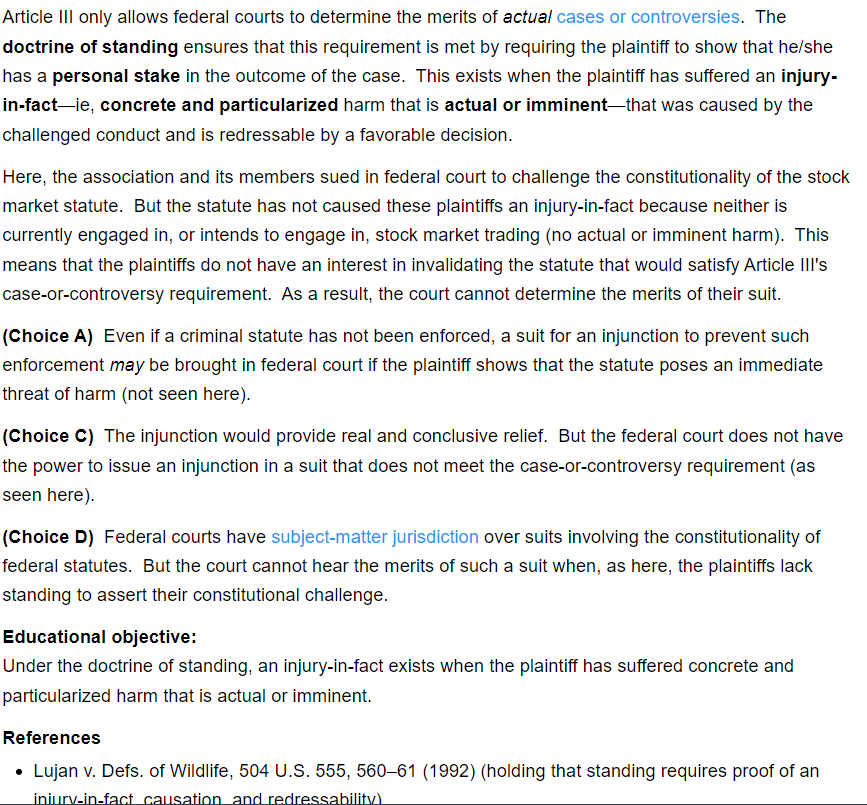 Article III only allows federal courts to determine the merits of actual cases or controversies.  The
doctrine of standing ensures that this requirement is met by requiring the plaintiff to show that he/she
has a personal stake in the outcome of the case.  This exists when the plaintiff has suffered an injury-
in-fact—ie, concrete and particularized harm that is actual or imminent—that was caused by the
challenged conduct and is redressable by a favorable decision.
Here, the association and its members sued in federal court to challenge the constitutionality of the stock
market statute.  But the statute has not caused these plaintiffs an injury-in-fact because neither is
currently engaged in, or intends to engage in, stock market trading (no actual or imminent harm).  This
means that the plaintiffs do not have an interest in invalidating the statute that would satisfy Article III's
case-or-controversy requirement.  As a result, the court cannot determine the merits of their suit.
(Choice A)  Even if a criminal statute has not been enforced, a suit for an injunction to prevent such
enforcement may be brought in federal court if the plaintiff shows that the statute poses an immediate
threat of harm (not seen here).
(Choice C)  The injunction would provide real and conclusive relief.  But the federal court does not have
the power to issue an injunction in a suit that does not meet the case-or-controversy requirement (as
seen here).
(Choice D)  Federal courts have subject-matter jurisdiction over suits involving the constitutionality of
federal statutes.  But the court cannot hear the merits of such a suit when, as here, the plaintiffs lack
standing to assert their constitutional challenge.
Educational objective:
Under the doctrine of standing, an injury-in-fact exists when the plaintiff has suffered concrete and
particularized harm that is actual or imminent.
References
• Lujan v. Defs. of Wildlife, 504 U.S. 555, 560–61 (1992) (holding that standing requires proof of an
injury-in-fact, causation, and redressability)